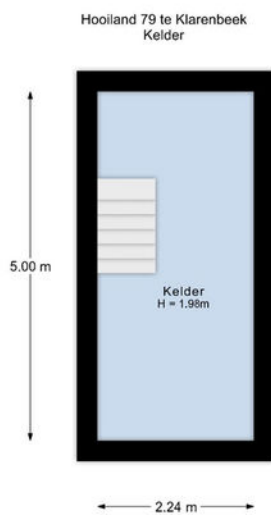 Hooiland 79 te Klarenbeek
Kelder
5.00 m
Kelder
H = 1.98m
2.24 m